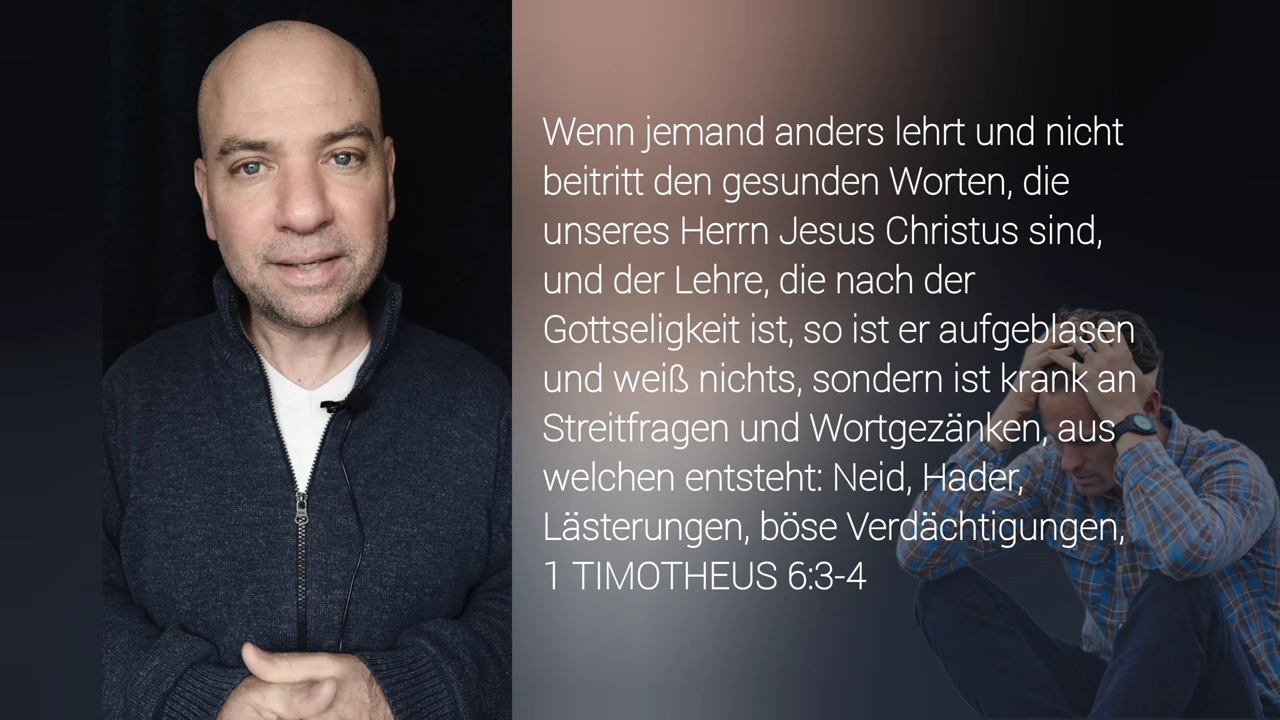 Wenn jemand anders lehrt und nicht
beitritt den gesunden Worten, die
unseres Herrn Jesus Christus sind,
und der Lehre, die nach der
Gottseligkeit ist, so ist er aufgeblasen
und weiß nichts, sondern ist krank an
Streitfragen und Wortgezänken, aus
welchen entsteht: Neid, Hader,
Lästerungen, böse Verdächtigungen,
1 TIMOTHEUS 6:3-4